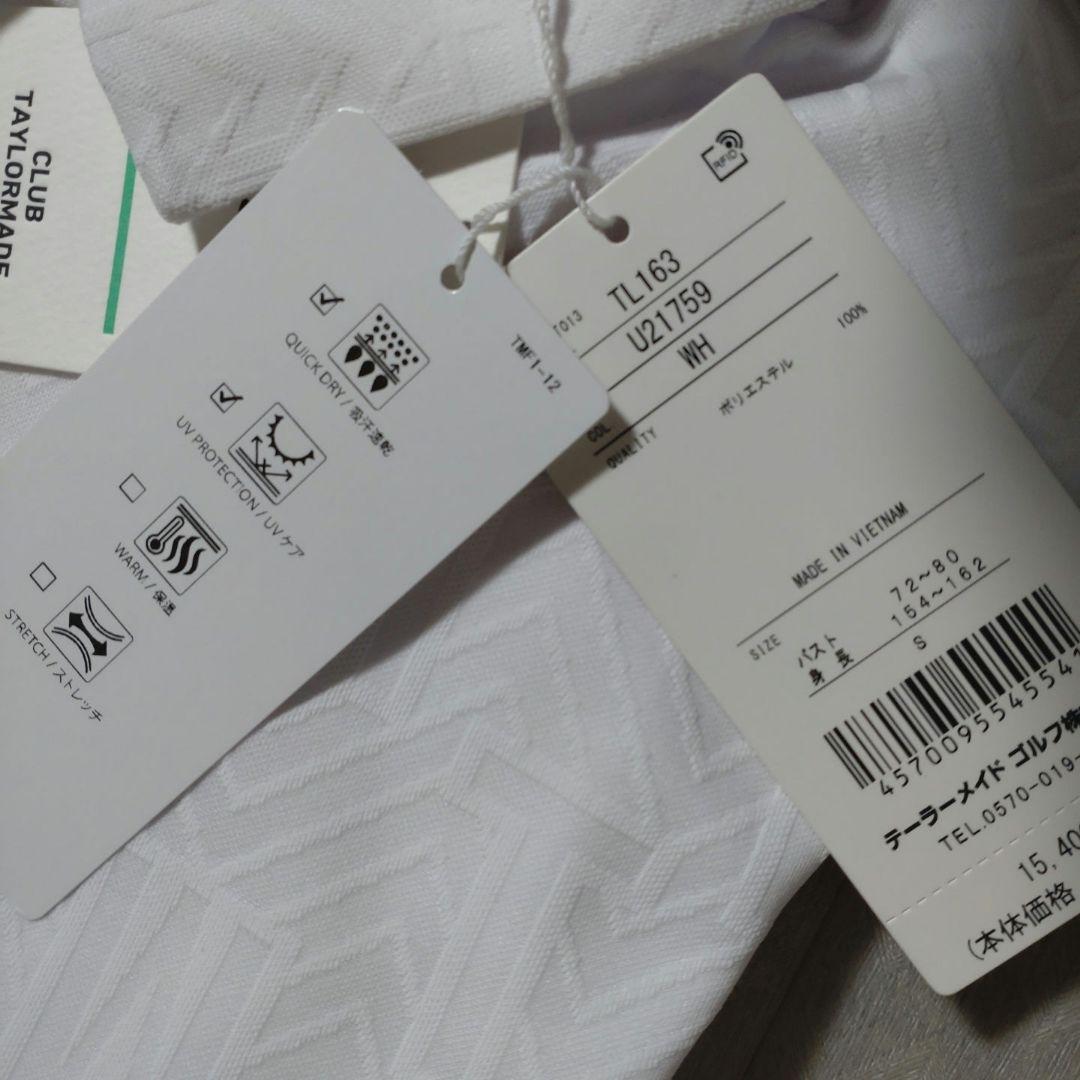 CLUB
TAYLORMADE
TMF1-12
QUICK DRY / 吸汗速乾
UV PROTECTION / UVケア
WARM / 保温
STRETCH / ストレッチ
RFID
TL163
U21759
COL WH
QUALITY
ポリエステル 100%
MADE IN VIETNAM
SIZE
バスト 72~80
身長 154~162
S
テーラーメイド ゴルフ
TEL.0570-019-
15,40
(本体価格